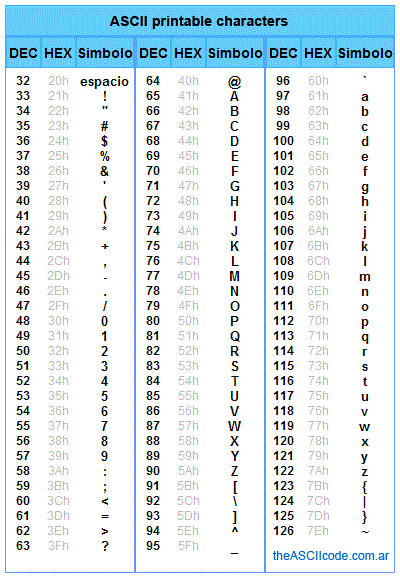 ASCII printable characters
DEC HEX Simbolo DEC HEX Simbolo DEC HEX Simbolo
32 20h espacio 64 40h @ 96 60h `
33 21h ! 65 41h A 97 61h a
34 22h " 66 42h B 98 62h b
35 23h # 67 43h C 99 63h c
36 24h $ 68 44h D 100 64h d
37 25h % 69 45h E 101 65h e
38 26h & 70 46h F 102 66h f
39 27h ' 71 47h G 103 67h g
40 28h ( 72 48h H 104 68h h
41 29h ) 73 49h I 105 69h i
42 2Ah * 74 4Ah J 106 6Ah j
43 2Bh + 75 4Bh K 107 6Bh k
44 2Ch , 76 4Ch L 108 6Ch l
45 2Dh - 77 4Dh M 109 6Dh m
46 2Eh . 78 4Eh N 110 6Eh n
47 2Fh / 79 4Fh O 111 6Fh o
48 30h 0 80 50h P 112 70h p
49 31h 1 81 51h Q 113 71h q
50 32h 2 82 52h R 114 72h r
51 33h 3 83 53h S 115 73h s
52 34h 4 84 54h T 116 74h t
53 35h 5 85 55h U 117 75h u
54 36h 6 86 56h V 118 76h v
55 37h 7 87 57h W 119 77h w
56 38h 8 88 58h X 120 78h x
57 39h 9 89 59h Y 121 79h y
58 3Ah : 90 5Ah Z 122 7Ah z
59 3Bh ; 91 5Bh [ 123 7Bh {
60 3Ch < 92 5Ch \ 124 7Ch |
61 3Dh = 93 5Dh ] 125 7Dh }
62 3Eh > 94 5Eh ^ 126 7Eh ~
63 3Fh ? 95 5Fh _
theASCIIcode.com.ar